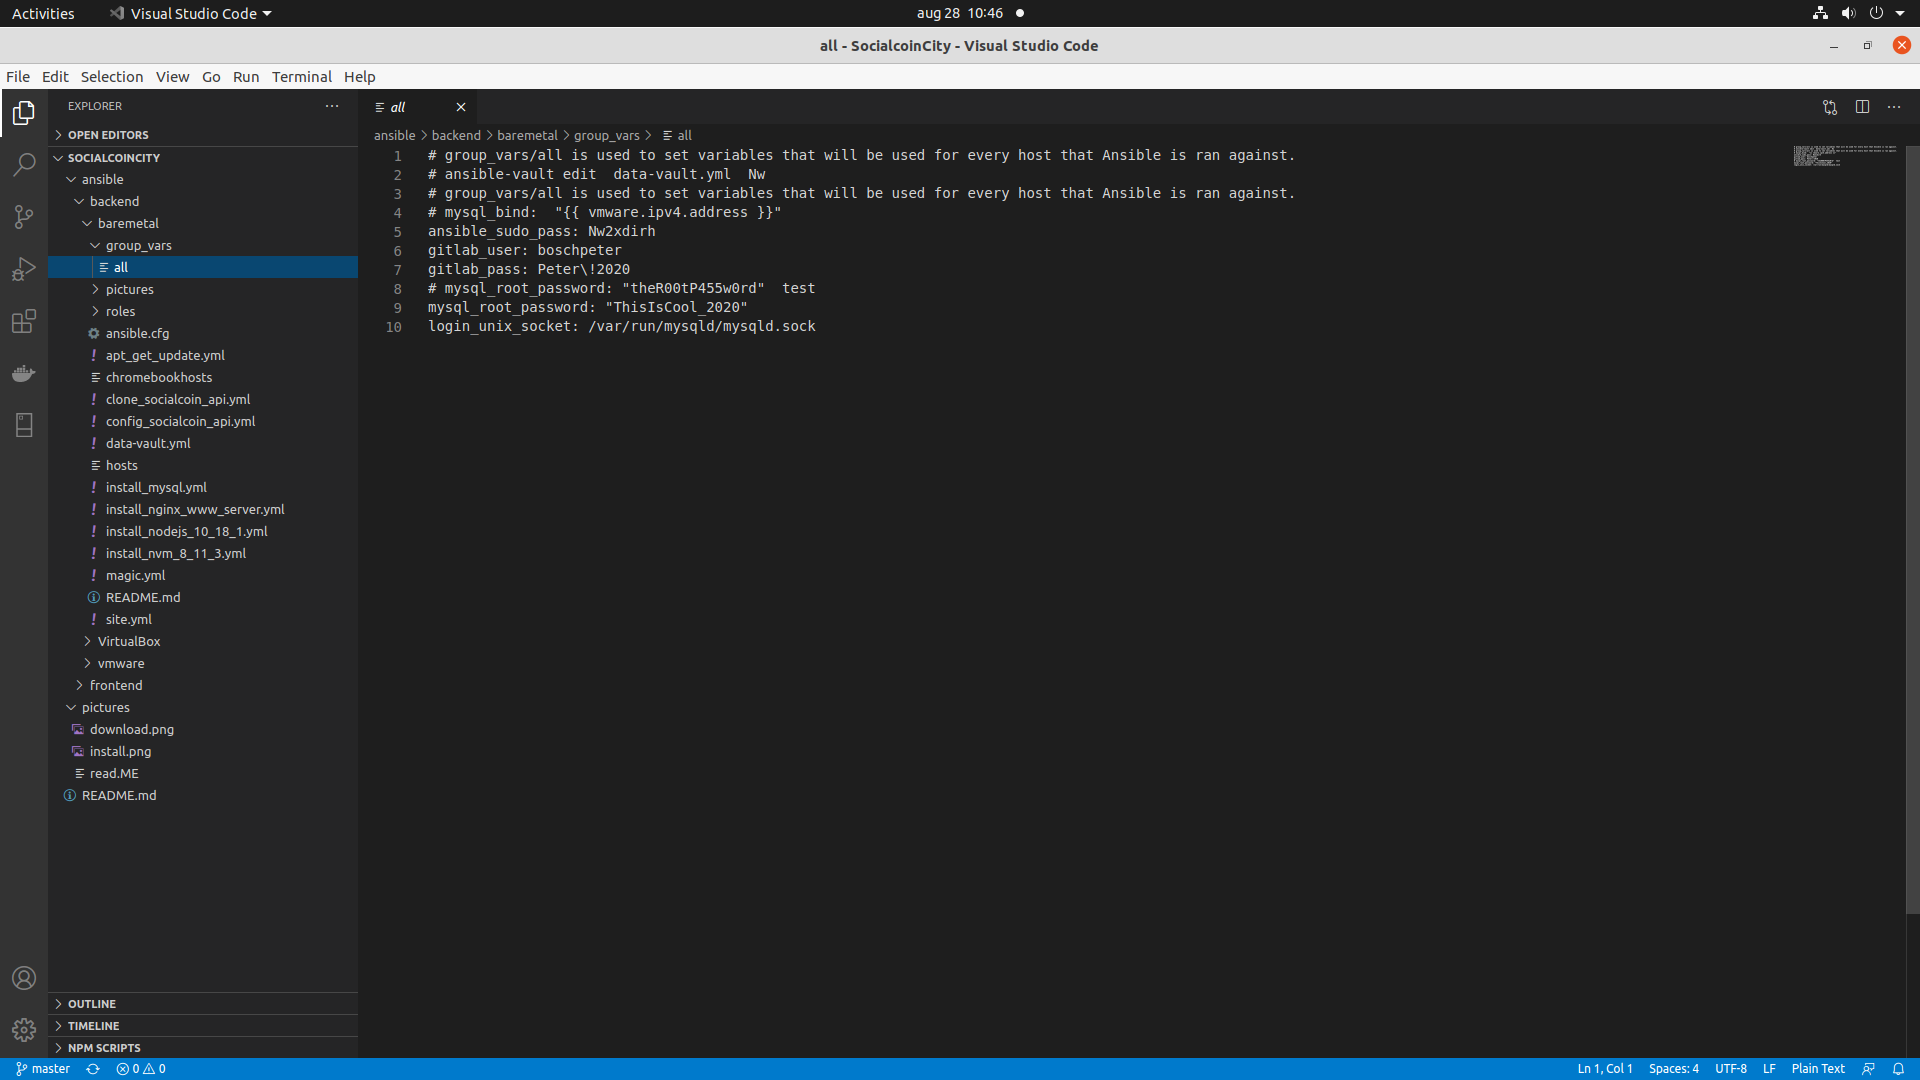 Activities
Visual Studio Code
aug 28 10:46
all - SocialcoinCity - Visual Studio Code
File Edit Selection View Go Run Terminal Help
EXPLORER
OPEN EDITORS
SOCIALCOINCITY
ansible
backend
baremetal
group_vars
all
pictures
roles
ansible.cfg
apt_get_update.yml
chromebookhosts
clone_socialcoin_api.yml
config_socialcoin_api.yml
data-vault.yml
hosts
install_mysql.yml
install_nginx_www_server.yml
install_nodejs_10_18_1.yml
install_nvm_8_11_3.yml
magic.yml
README.md
site.yml
VirtualBox
vmware
frontend
pictures
download.png
install.png
read.ME
README.md
OUTLINE
TIMELINE
NPM SCRIPTS
all
ansible > backend > baremetal > group_vars > all
1 # group_vars/all is used to set variables that will be used for every host that Ansible is ran against.
2 # ansible-vault edit  data-vault.yml  Nw
3 # group_vars/all is used to set variables that will be used for every host that Ansible is ran against.
4 # mysql_bind:  "{{ vmware.ipv4.address }}"
5 ansible_sudo_pass: Nw2xdirh
6 gitlab_user: boschpeter
7 gitlab_pass: Peter\!2020
8 # mysql_root_password: "theR00tP455w0rd"  test
9 mysql_root_password: "ThisIsCool_2020"
10 login_unix_socket: /var/run/mysqld/mysqld.sock
master 0 0
Ln 1, Col 1 Spaces: 4 UTF-8 LF Plain Text